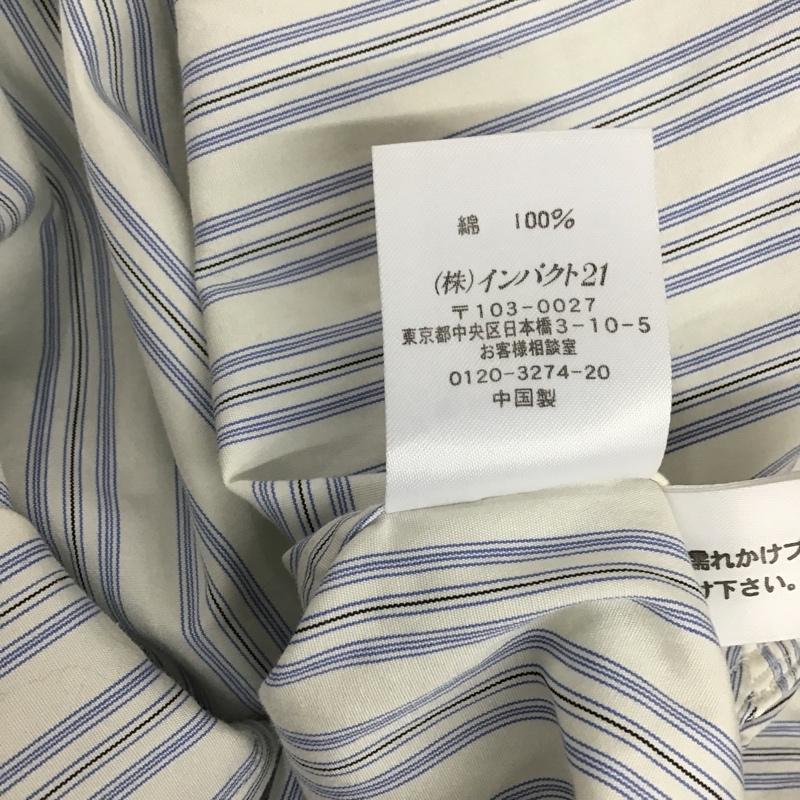 綿 100%
(株)インパクト21
〒103-0027
東京都中央区日本橋3-10-5
お客様相談室
0120-3274-20
中国製
濡れかけプ
け下さい。